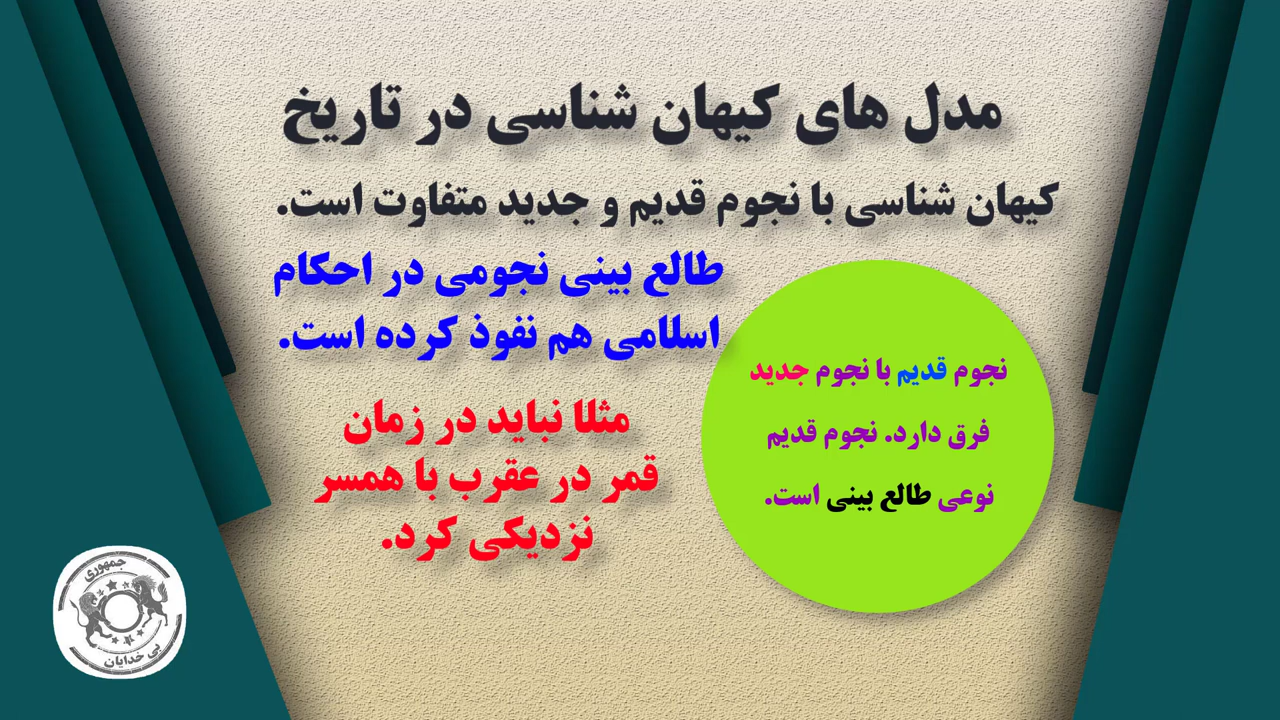 مدل های کیهان شناسی در تاریخ
کیهان شناسی با نجوم قدیم و جدید متفاوت است.
طالع بینی نجومی در احکام
اسلامی هم نفوذ کرده است.
نجوم قدیم با نجوم جدید
فرق دارد. نجوم قدیم
نوعی طالع بینی است.
مثلا نباید در زمان
قمر در عقرب با همسر
نزدیکی کرد.
جمهوری
بی خدایان